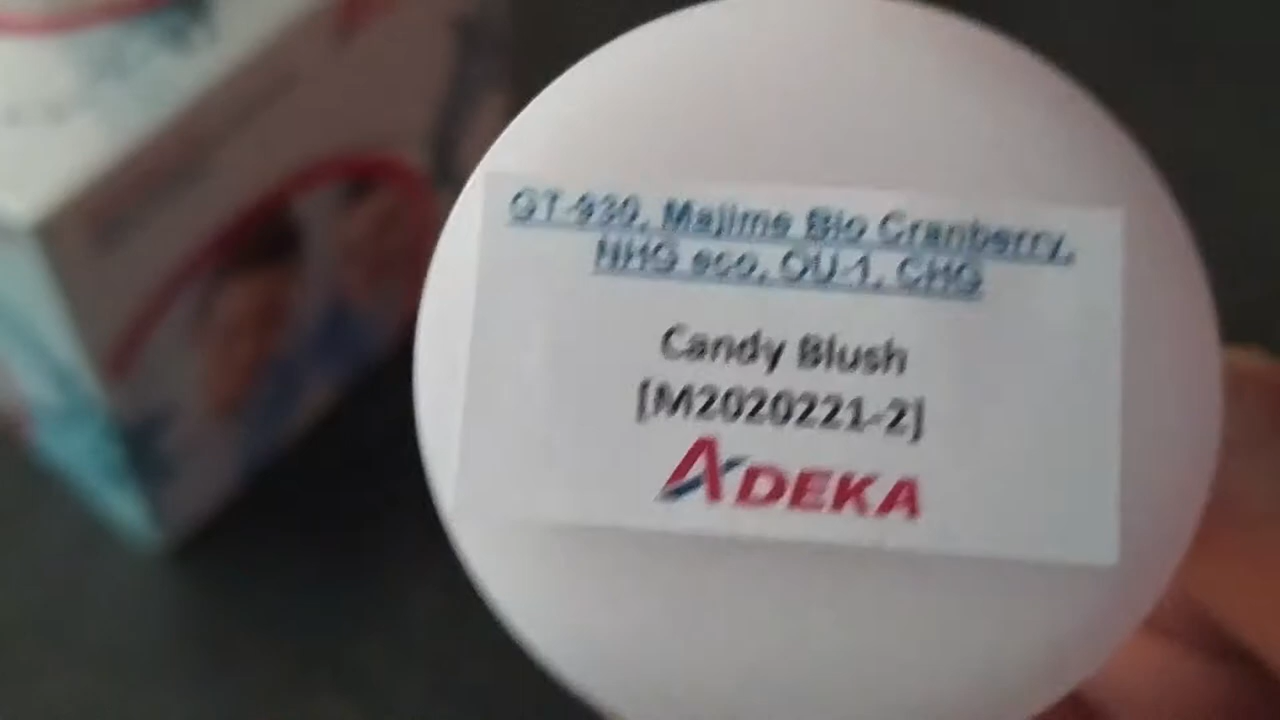 GT-930, Majime Bio Cranberry,
NHG eco, OU-1, CHG
Candy Blush
[M2020221-2]
ADEKA